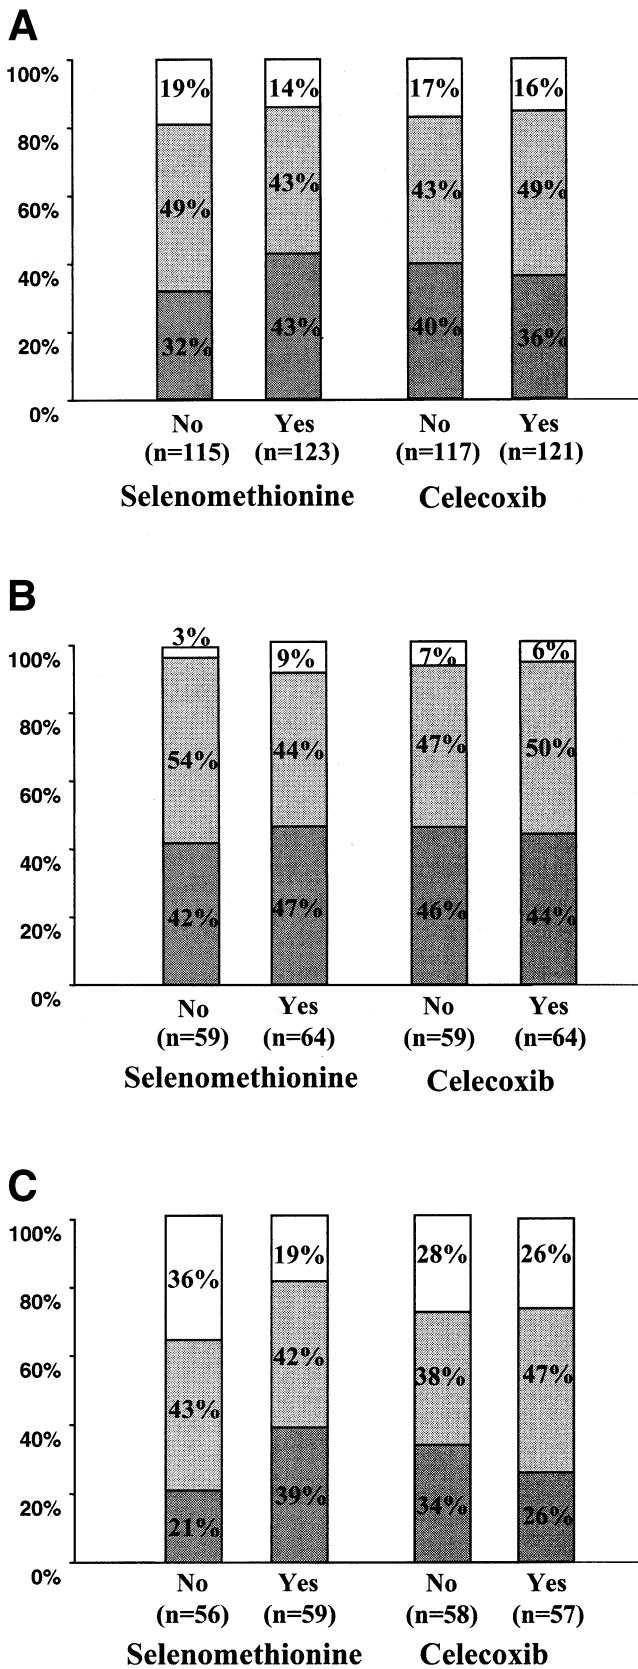 A
100%
19% 14% 17% 16%
80%
43% 43% 49%
60%
49%
40%
43% 40% 36%
20%
32%
0%
No Yes No Yes
(n=115) (n=123) (n=117) (n=121)
Selenomethionine Celecoxib
B
3%
100%
9% 7% 6%
80%
54% 44% 47% 50%
60%
40%
42% 47% 46% 44%
20%
0%
No Yes No Yes
(n=59) (n=64) (n=59) (n=64)
Selenomethionine Celecoxib
C
100%
36% 19% 28% 26%
80%
60%
43% 42% 38% 47%
40%
21% 39% 34% 26%
20%
0%
No Yes No Yes
(n=56) (n=59) (n=58) (n=57)
Selenomethionine Celecoxib